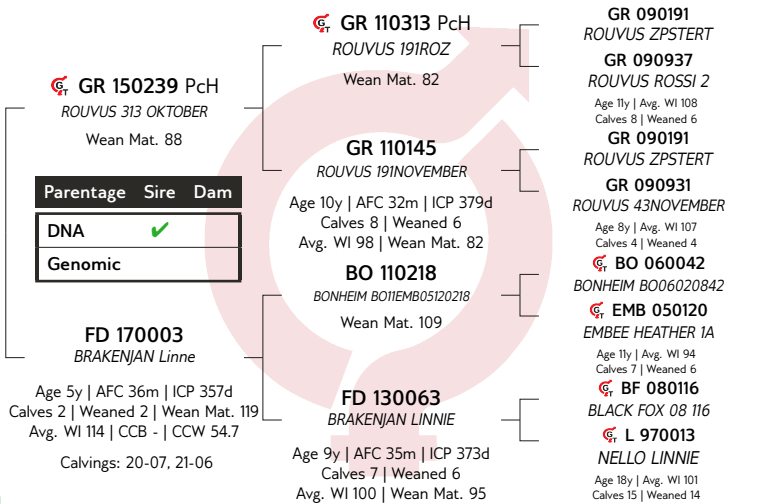 GR 150239 PcH
ROUVUS 313 OKTOBER
Wean Mat. 88
Parentage Sire Dam
DNA ✔
Genomic
FD 170003
BRAKENJAN Linne
Age 5y | AFC 36m | ICP 357d
Calves 2 | Weaned 2 | Wean Mat. 119
Avg. WI 114 | CCB - | CCW 54.7
Calvings: 20-07, 21-06
GR 110313 PcH
ROUVUS 191ROZ
Wean Mat. 82
GR 110145
ROUVUS 191NOVEMBER
Age 10y | AFC 32m | ICP 379d
Calves 8 | Weaned 6
Avg. WI 98 | Wean Mat. 82
BO 110218
BONHEIM BO11EMB05120218
Wean Mat. 109
FD 130063
BRAKENJAN LINNIE
Age 9y | AFC 35m | ICP 373d
Calves 7 | Weaned 6
Avg. WI 100 | Wean Mat. 95
GR 090191
ROUVUS ZPSTERT
GR 090937
ROUVUS ROSSI 2
Age 11y | Avg. WI 108
Calves 8 | Weaned 6
GR 090191
ROUVUS ZPSTERT
GR 090931
ROUVUS 43NOVEMBER
Age 8y | Avg. WI 107
Calves 4 | Weaned 4
BO 060042
BONHEIM BO06020842
EMB 050120
EMBEE HEATHER 1A
Age 11y | Avg. WI 94
Calves 7 | Weaned 6
BF 080116
BLACK FOX 08 116
L 970013
NELLO LINNIE
Age 18y | Avg. WI 101
Calves 15 | Weaned 14